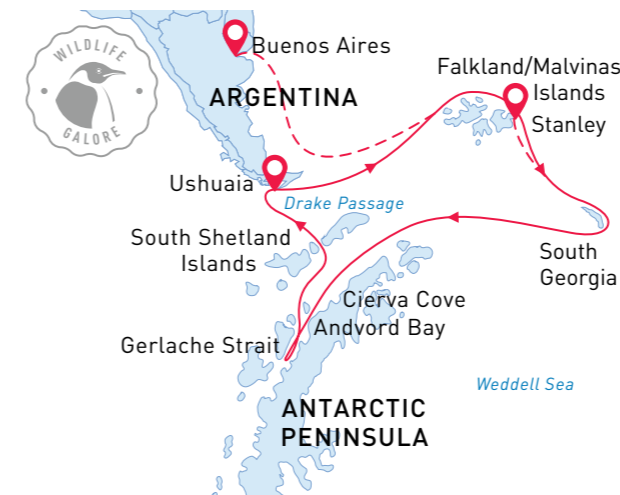 WILDLIFE
GALORE
Buenos Aires
ARGENTINA
Falkland/Malvinas
Islands
Stanley
Ushuaia
Drake Passage
South Shetland
Islands
South
Georgia
Cierva Cove
Andvord Bay
Gerlache Strait
Weddell Sea
ANTARCTIC
PENINSULA